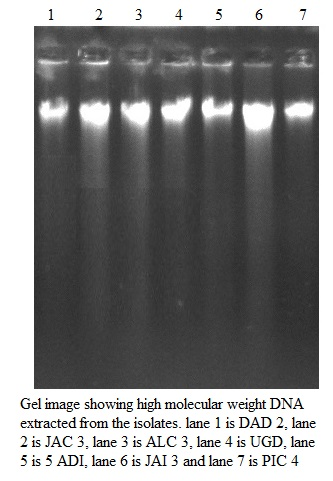 1 2 3 4 5 6 7
Gel image showing high molecular weight DNA
extracted from the isolates. lane 1 is DAD 2, lane
2 is JAC 3, lane 3 is ALC 3, lane 4 is UGD, lane
5 is 5 ADI, lane 6 is JAI 3 and lane 7 is PIC 4